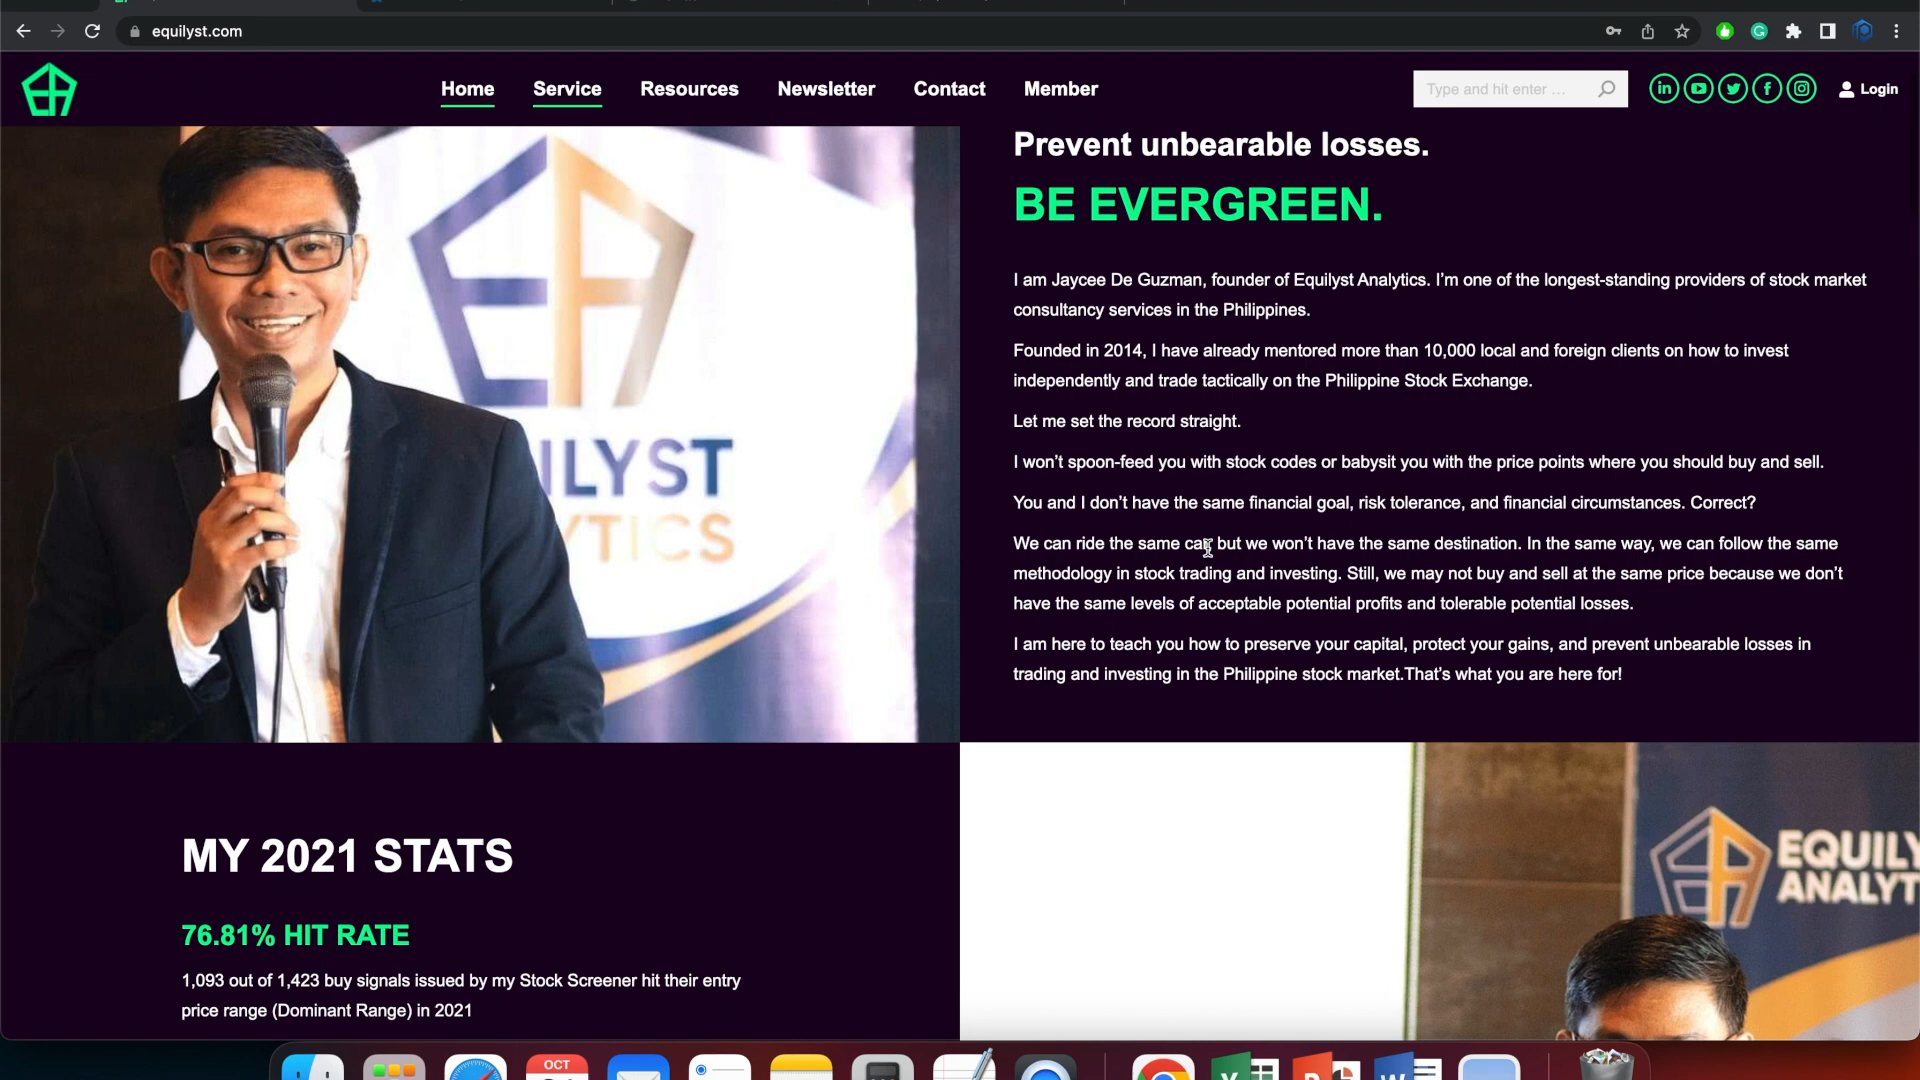 equilyst.com
Home Service Resources Newsletter Contact Member
Type and hit enter …
Login
Prevent unbearable losses.
BE EVERGREEN.
I am Jaycee De Guzman, founder of Equilyst Analytics. I’m one of the longest-standing providers of stock market
consultancy services in the Philippines.
Founded in 2014, I have already mentored more than 10,000 local and foreign clients on how to invest
independently and trade tactically on the Philippine Stock Exchange.
Let me set the record straight.
I won’t spoon-feed you with stock codes or babysit you with the price points where you should buy and sell.
You and I don’t have the same financial goal, risk tolerance, and financial circumstances. Correct?
We can ride the same car, but we won’t have the same destination. In the same way, we can follow the same
methodology in stock trading and investing. Still, we may not buy and sell at the same price because we don’t
have the same levels of acceptable potential profits and tolerable potential losses.
I am here to teach you how to preserve your capital, protect your gains, and prevent unbearable losses in
trading and investing in the Philippine stock market.That’s what you are here for!
ILYST
YTICS
MY 2021 STATS
76.81% HIT RATE
1,093 out of 1,423 buy signals issued by my Stock Screener hit their entry
price range (Dominant Range) in 2021
EQUILY
ANALYT
OCT